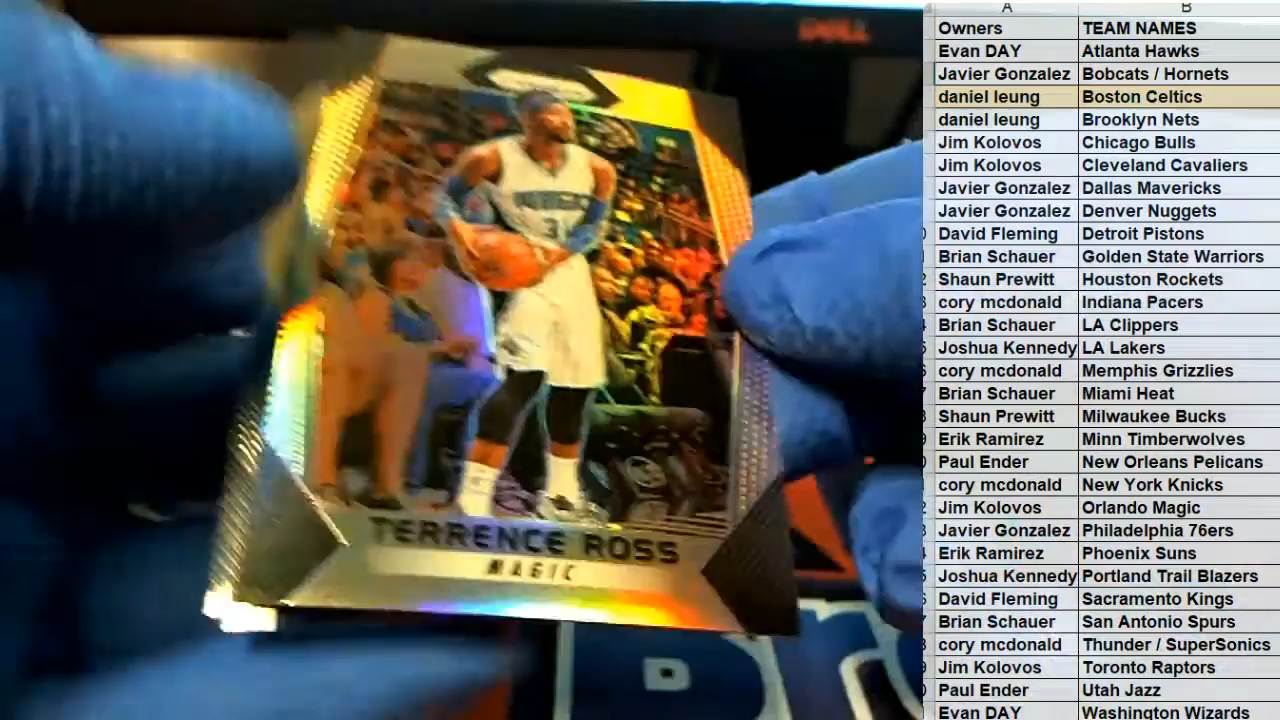 DELL
MAGIC
31
TERRENCE ROSS
MAGIC
A B
Owners TEAM NAMES
Evan DAY Atlanta Hawks
Javier Gonzalez Bobcats / Hornets
daniel leung Boston Celtics
daniel leung Brooklyn Nets
Jim Kolovos Chicago Bulls
Jim Kolovos Cleveland Cavaliers
Javier Gonzalez Dallas Mavericks
Javier Gonzalez Denver Nuggets
David Fleming Detroit Pistons
Brian Schauer Golden State Warriors
Shaun Prewitt Houston Rockets
cory mcdonald Indiana Pacers
Brian Schauer LA Clippers
Joshua Kennedy LA Lakers
cory mcdonald Memphis Grizzlies
Brian Schauer Miami Heat
Shaun Prewitt Milwaukee Bucks
Erik Ramirez Minn Timberwolves
Paul Ender New Orleans Pelicans
cory mcdonald New York Knicks
Jim Kolovos Orlando Magic
Javier Gonzalez Philadelphia 76ers
Erik Ramirez Phoenix Suns
Joshua Kennedy Portland Trail Blazers
David Fleming Sacramento Kings
Brian Schauer San Antonio Spurs
cory mcdonald Thunder / SuperSonics
Jim Kolovos Toronto Raptors
Paul Ender Utah Jazz
Evan DAY Washington Wizards